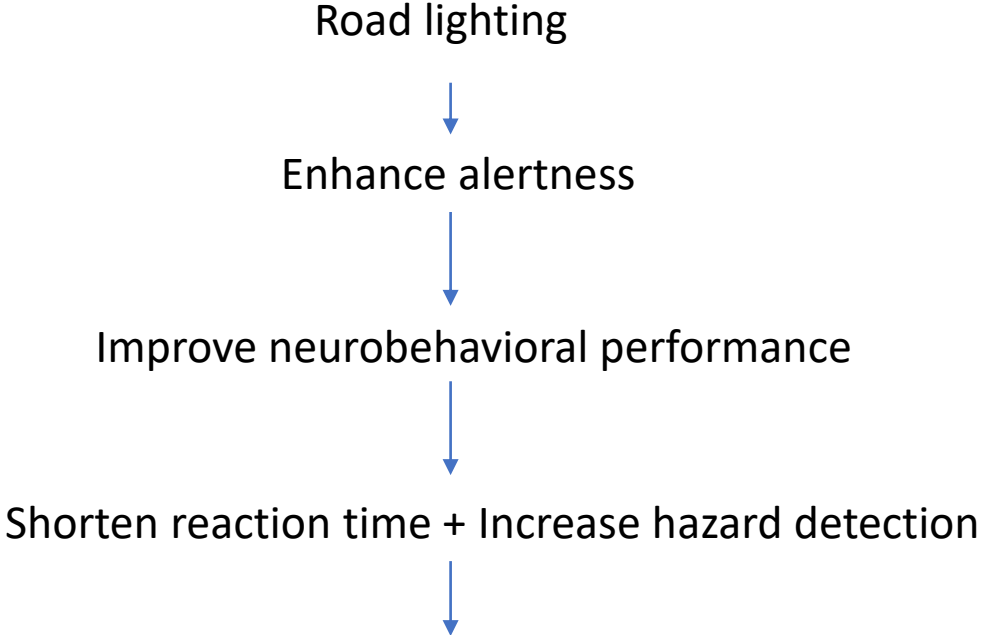 Road lighting
Enhance alertness
Improve neurobehavioral performance
Shorten reaction time + Increase hazard detection